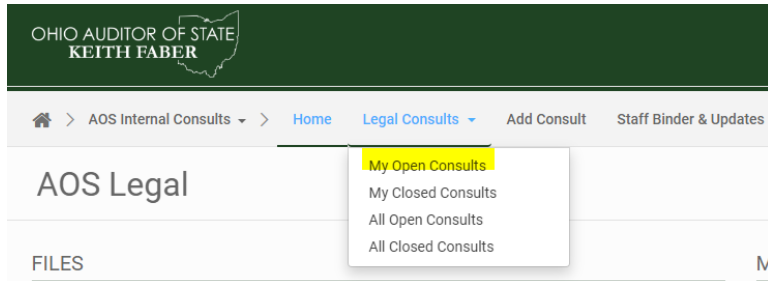 OHIO AUDITOR OF STATE
KEITH FABER
> AOS Internal Consults > Home Legal Consults Add Consult Staff Binder & Updates
My Open Consults
AOS Legal
My Closed Consults
All Open Consults
All Closed Consults
FILES